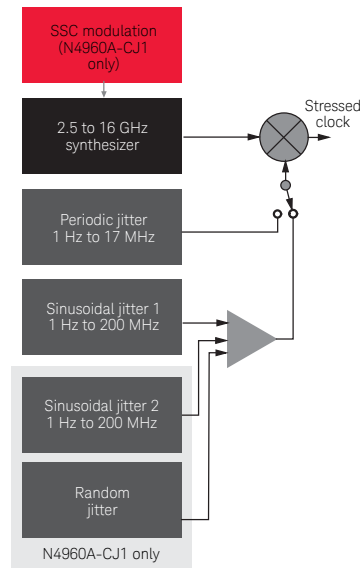 SSC modulation
(N4960A-CJ1
only)
2.5 to 16 GHz
synthesizer
Stressed
clock
Periodic jitter
1 Hz to 17 MHz
Sinusoidal jitter 1
1 Hz to 200 MHz
Sinusoidal jitter 2
1 Hz to 200 MHz
Random
jitter
N4960A-CJ1 only